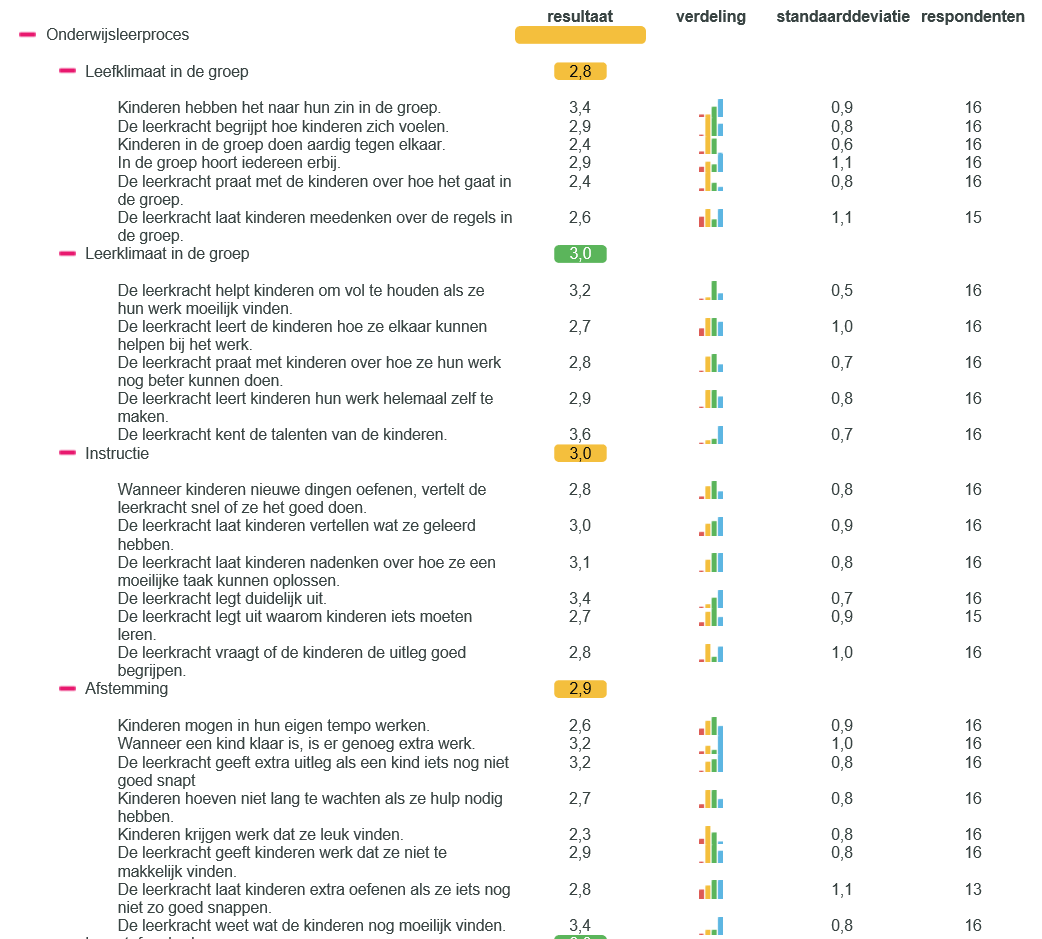 resultaat verdeling standaarddeviatie respondenten
Onderwijsleerproces
Leefklimaat in de groep 2,8
Kinderen hebben het naar hun zin in de groep. 3,4 0,9 16
De leerkracht begrijpt hoe kinderen zich voelen. 2,9 0,8 16
Kinderen in de groep doen aardig tegen elkaar. 2,4 0,6 16
In de groep hoort iedereen erbij. 2,9 1,1 16
De leerkracht praat met de kinderen over hoe het gaat in 2,4 0,8 16
de groep.
De leerkracht laat kinderen meedenken over de regels in 2,6 1,1 15
de groep.
Leerklimaat in de groep 3,0
De leerkracht helpt kinderen om vol te houden als ze 3,2 0,5 16
hun werk moeilijk vinden.
De leerkracht leert de kinderen hoe ze elkaar kunnen 2,7 1,0 16
helpen bij het werk.
De leerkracht praat met kinderen over hoe ze hun werk 2,8 0,7 16
nog beter kunnen doen.
De leerkracht leert kinderen hun werk helemaal zelf te 2,9 0,8 16
maken.
De leerkracht kent de talenten van de kinderen. 3,6 0,7 16
Instructie 3,0
Wanneer kinderen nieuwe dingen oefenen, vertelt de 2,8 0,8 16
leerkracht snel of ze het goed doen.
De leerkracht laat kinderen vertellen wat ze geleerd 3,0 0,9 16
hebben.
De leerkracht laat kinderen nadenken over hoe ze een 3,1 0,8 16
moeilijke taak kunnen oplossen.
De leerkracht legt duidelijk uit. 3,4 0,7 16
De leerkracht legt uit waarom kinderen iets moeten 2,7 0,9 15
leren.
De leerkracht vraagt of de kinderen de uitleg goed 2,8 1,0 16
begrijpen.
Afstemming 2,9
Kinderen mogen in hun eigen tempo werken. 2,6 0,9 16
Wanneer een kind klaar is, is er genoeg extra werk. 3,2 1,0 16
De leerkracht geeft extra uitleg als een kind iets nog niet 3,2 0,8 16
goed snapt
Kinderen hoeven niet lang te wachten als ze hulp nodig 2,7 0,8 16
hebben.
Kinderen krijgen werk dat ze leuk vinden. 2,3 0,8 16
De leerkracht geeft kinderen werk dat ze niet te 2,9 0,8 16
makkelijk vinden.
De leerkracht laat kinderen extra oefenen als ze iets nog 2,8 1,1 13
niet zo goed snappen.
De leerkracht weet wat de kinderen nog moeilijk vinden. 3,4 0,8 16